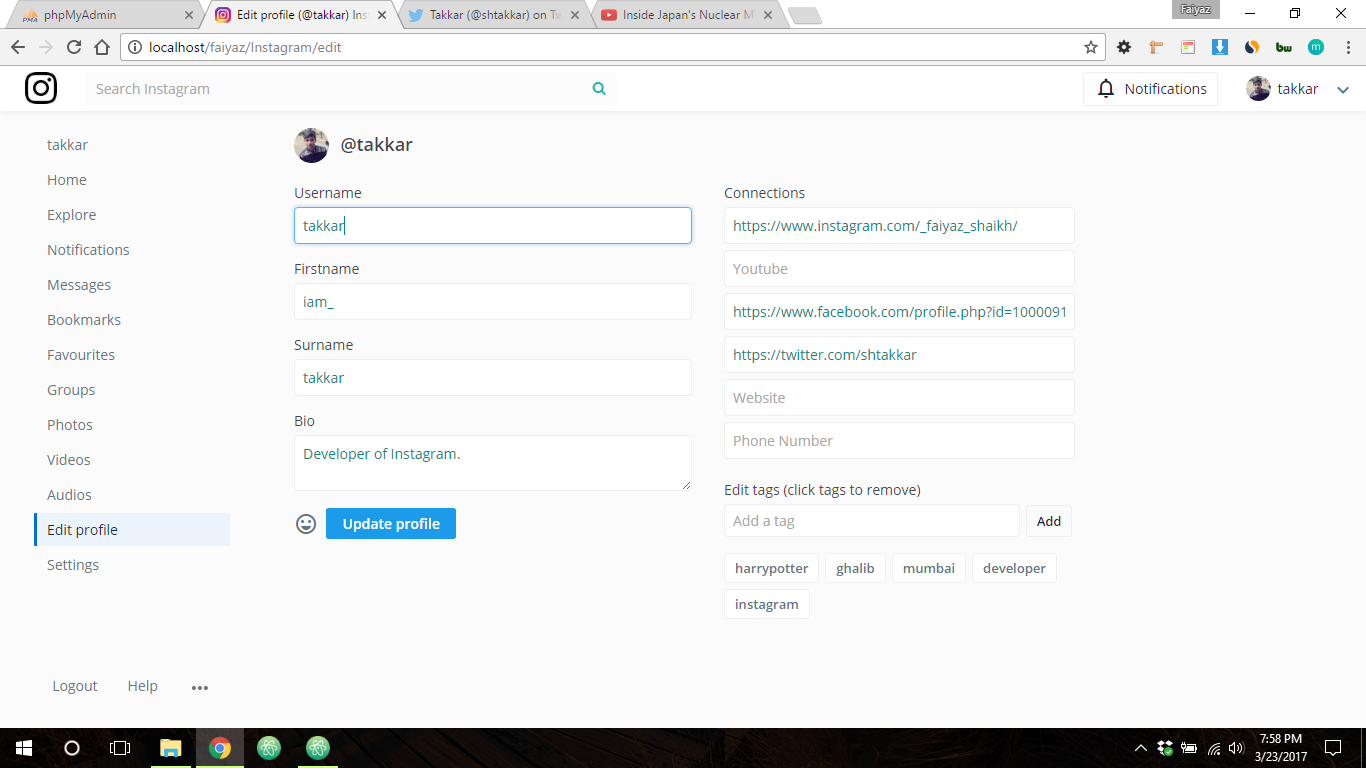 phpMyAdmin
Edit profile (@takkar) Ins
Takkar (@shtakkar) on Tw
Inside Japan's Nuclear M
Faiyaz
localhost/faiyaz/Instagram/edit
Search Instagram
Notifications
takkar
takkar
Home
Explore
Notifications
Messages
Bookmarks
Favourites
Groups
Photos
Videos
Audios
Edit profile
Settings
Logout Help
@takkar
Username
takkar
Firstname
iam_
Surname
takkar
Bio
Developer of Instagram.
Update profile
Connections
https://www.instagram.com/_faiyaz_shaikh/
Youtube
https://www.facebook.com/profile.php?id=1000091
https://twitter.com/shtakkar
Website
Phone Number
Edit tags (click tags to remove)
Add a tag Add
harrypotter ghalib mumbai developer
instagram
7:58 PM
3/23/2017